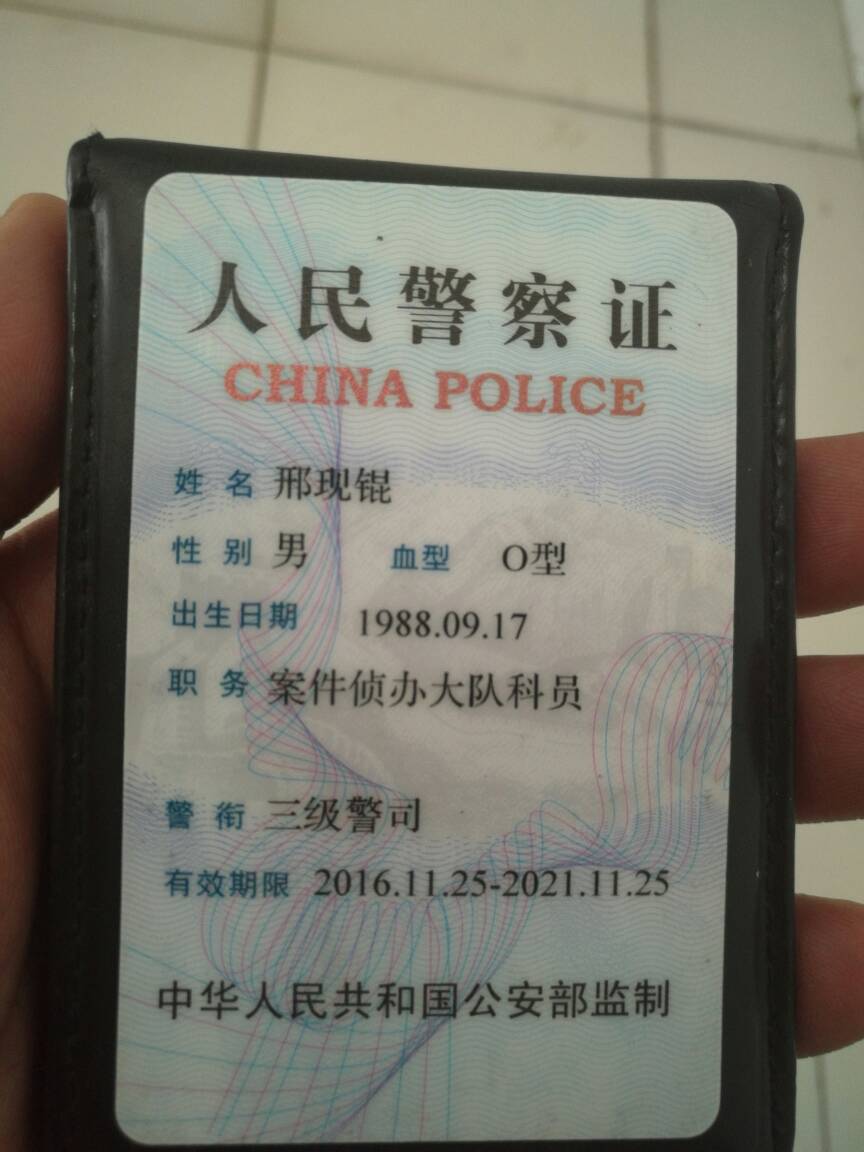 人民警察证
CHINA POLICE
姓名 邢现锟
性别 男 血型 O型
出生日期 1988.09.17
职务 案件侦办大队科员
警衔 三级警司
有效期限 2016.11.25-2021.11.25
中华人民共和国公安部监制